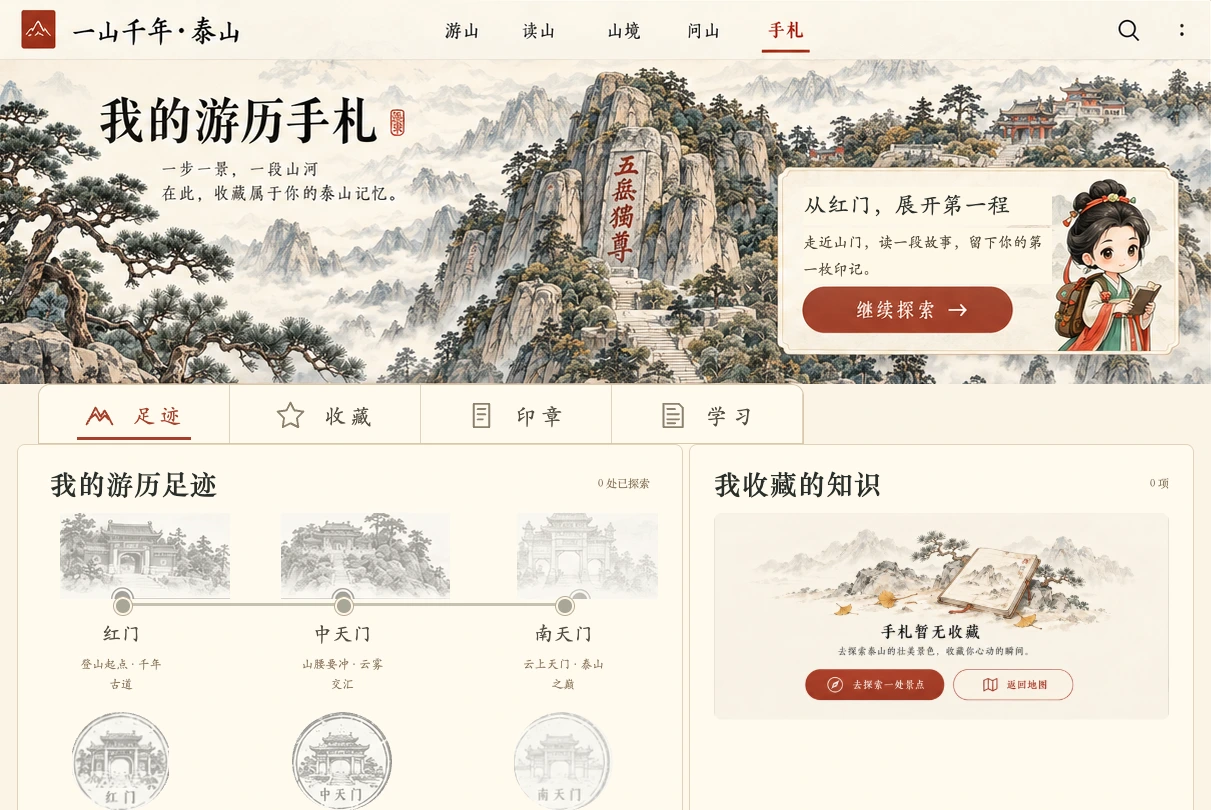 一山千年·泰山
游山
读山
山境
问山
手札
我的游历手札
一步一景，一段山河
在此，收藏属于你的泰山记忆。
五嶽獨尊
从红门，展开第一程
走近山门，读一段故事，留下你的第
一枚印记。
继续探索 →
足迹
收藏
印章
学习
我的游历足迹
0 处已探索
红门
登山起点·千年
古道
中天门
山腰要冲·云雾
交汇
南天门
云上天门·泰山
之巅
红门
中天门
南天门
我收藏的知识
0 项
手札暂无收藏
去探索泰山的壮美景色，收藏你心动的瞬间。
去探索一处景点
返回地图